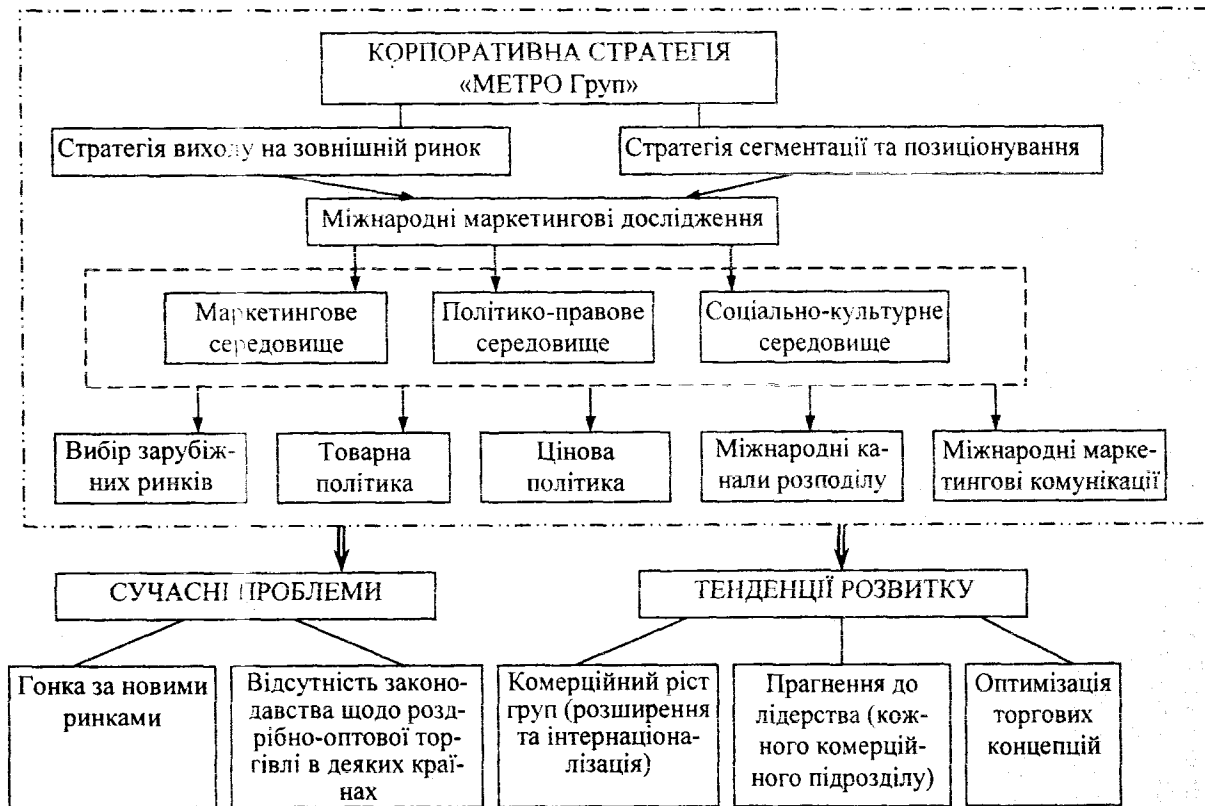 КОРПОРАТИВНА СТРАТЕГІЯ
«МЕТРО Груп»
Стратегія виходу на зовнішній ринок
Стратегія сегментації та позиціонування
Міжнародні маркетингові дослідження
Маркетингове
середовище
Політико-правове
середовище
Соціально-культурне
середовище
Вибір зарубіж-
них ринків
Товарна
політика
Цінова
політика
Міжнародні ка-
нали розподілу
Міжнародні марке-
тингові комунікації
СУЧАСНІ ПРОБЛЕМИ
ТЕНДЕНЦІЇ РОЗВИТКУ
Гонка за новими
ринками
Відсутність законо-
давства щодо розд-
рібно-оптової тор-
гівлі в деяких краї-
нах
Комерційний ріст
груп (розширення
та інтернаціона-
лізація)
Прагнення до
лідерства (кож-
ного комерцій-
ного підрозділу)
Оптимізація
торгових
концепцій